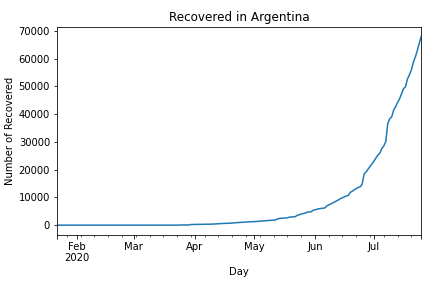 Recovered in Argentina
Number of Recovered
70000
60000
50000
40000
30000
20000
10000
0
Feb Mar Apr May Jun Jul
2020
Day